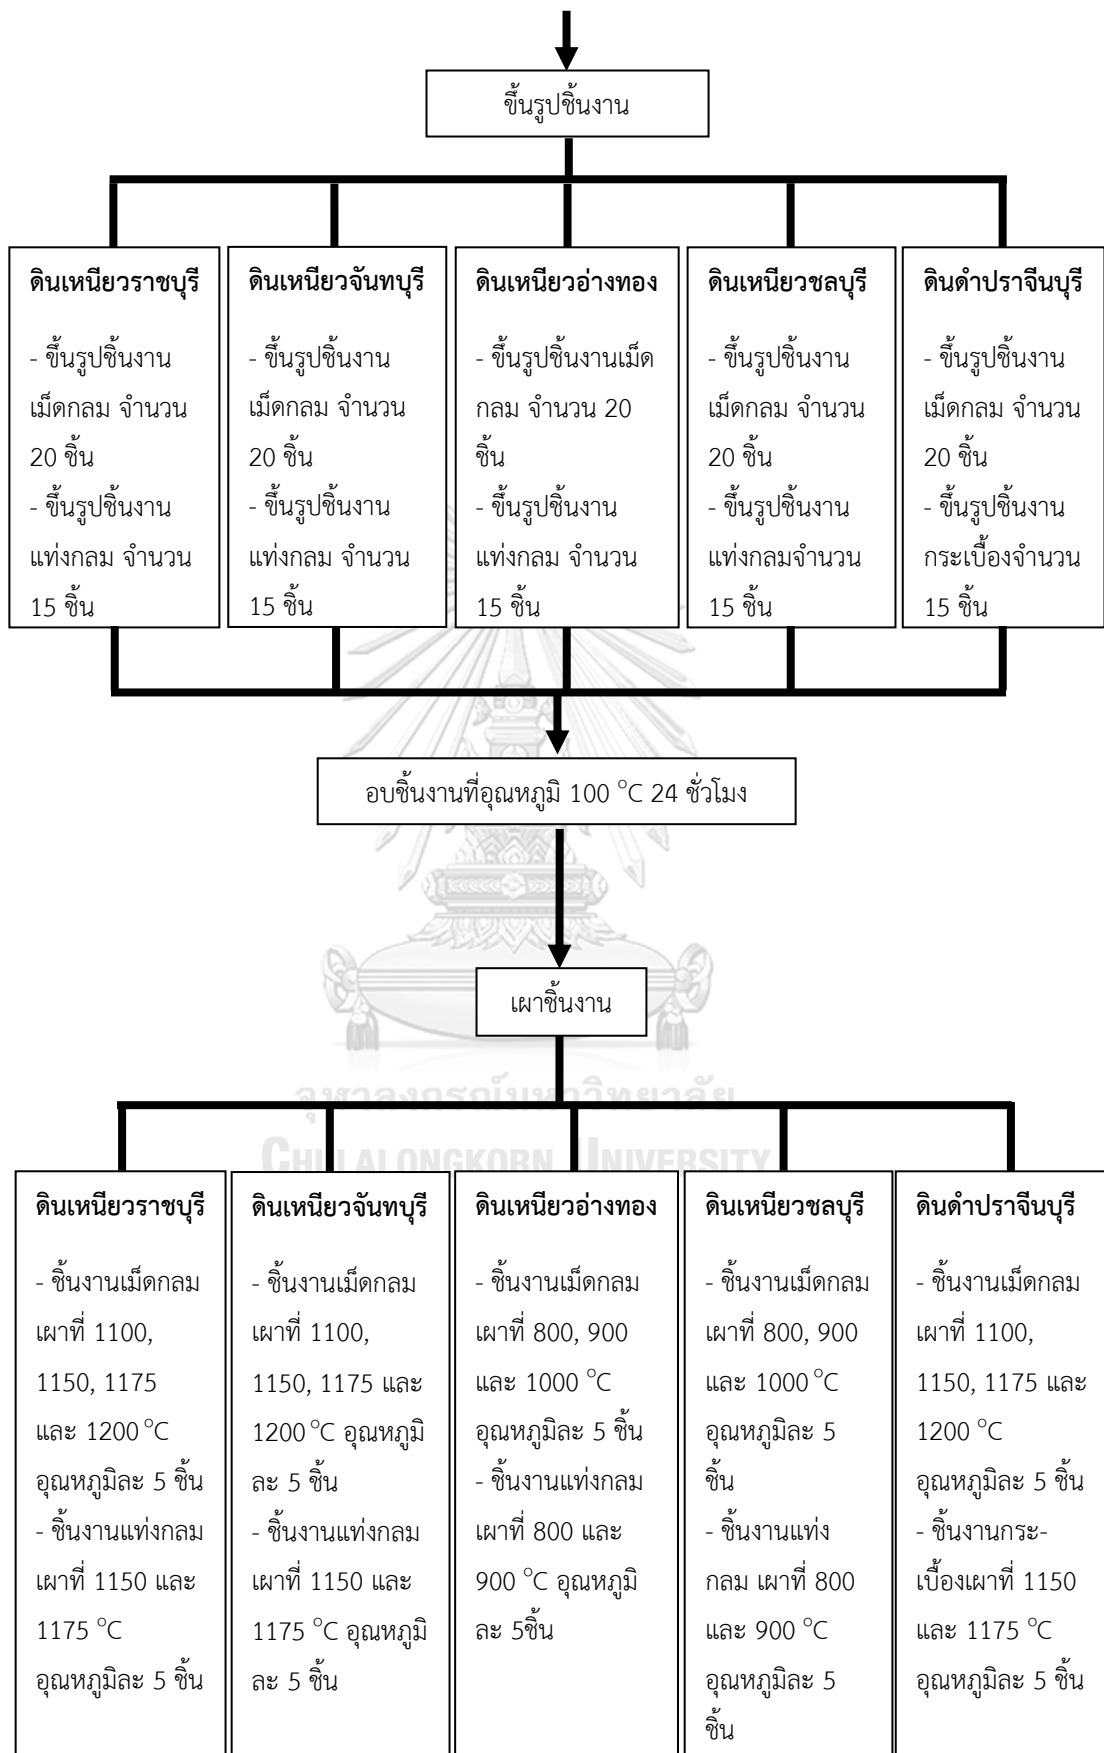 ขึ้นรูปชิ้นงาน
ดินเหนียวราชบุรี
- ขึ้นรูปชิ้นงาน
เม็ดกลม จำนวน
20 ชิ้น
- ขึ้นรูปชิ้นงาน
แท่งกลม จำนวน
15 ชิ้น
ดินเหนียวจันทบุรี
- ขึ้นรูปชิ้นงาน
เม็ดกลม จำนวน
20 ชิ้น
- ขึ้นรูปชิ้นงาน
แท่งกลม จำนวน
15 ชิ้น
ดินเหนียวอ่างทอง
- ขึ้นรูปชิ้นงานเม็ด
กลม จำนวน 20
ชิ้น
- ขึ้นรูปชิ้นงาน
แท่งกลม จำนวน
15 ชิ้น
ดินเหนียวชลบุรี
- ขึ้นรูปชิ้นงาน
เม็ดกลม จำนวน
20 ชิ้น
- ขึ้นรูปชิ้นงาน
แท่งกลมจำนวน
15 ชิ้น
ดินดำปราจีนบุรี
- ขึ้นรูปชิ้นงาน
เม็ดกลม จำนวน
20 ชิ้น
- ขึ้นรูปชิ้นงาน
กระเบื้องจำนวน
15 ชิ้น
อบชิ้นงานที่อุณหภูมิ 100 °C 24 ชั่วโมง
เผาชิ้นงาน
จุฬาลงกรณ์มหาวิทยาลัย
CHULALONGKORN UNIVERSITY
ดินเหนียวราชบุรี
- ชิ้นงานเม็ดกลม
เผาที่ 1100,
1150, 1175
และ 1200 °C
อุณหภูมิละ 5 ชิ้น
- ชิ้นงานแท่งกลม
เผาที่ 1150 และ
1175 °C
อุณหภูมิละ 5 ชิ้น
ดินเหนียวจันทบุรี
- ชิ้นงานเม็ดกลม
เผาที่ 1100,
1150, 1175 และ
1200 °C อุณหภูมิ
ละ 5 ชิ้น
- ชิ้นงานแท่งกลม
เผาที่ 1150 และ
1175 °C อุณหภูมิ
ละ 5 ชิ้น
ดินเหนียวอ่างทอง
- ชิ้นงานเม็ดกลม
เผาที่ 800, 900
และ 1000 °C
อุณหภูมิละ 5 ชิ้น
- ชิ้นงานแท่งกลม
เผาที่ 800 และ
900 °C อุณหภูมิ
ละ 5ชิ้น
ดินเหนียวชลบุรี
- ชิ้นงานเม็ดกลม
เผาที่ 800, 900
และ 1000 °C
อุณหภูมิละ 5
ชิ้น
- ชิ้นงานแท่ง
กลม เผาที่ 800
และ 900 °C
อุณหภูมิละ 5
ชิ้น
ดินดำปราจีนบุรี
- ชิ้นงานเม็ดกลม
เผาที่ 1100,
1150, 1175 และ
1200 °C
อุณหภูมิละ 5 ชิ้น
- ชิ้นงานกระ-
เบื้องเผาที่ 1150
และ 1175 °C
อุณหภูมิละ 5 ชิ้น